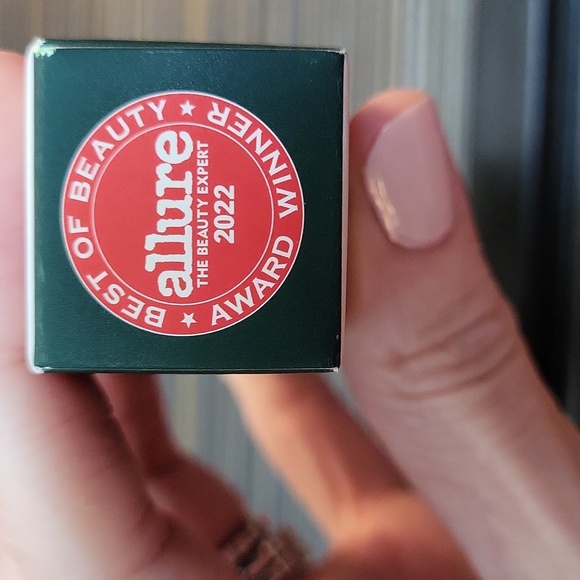 BEST OF BEAUTY ★ AWARD WINNER ★
allure
THE BEAUTY EXPERT
2022